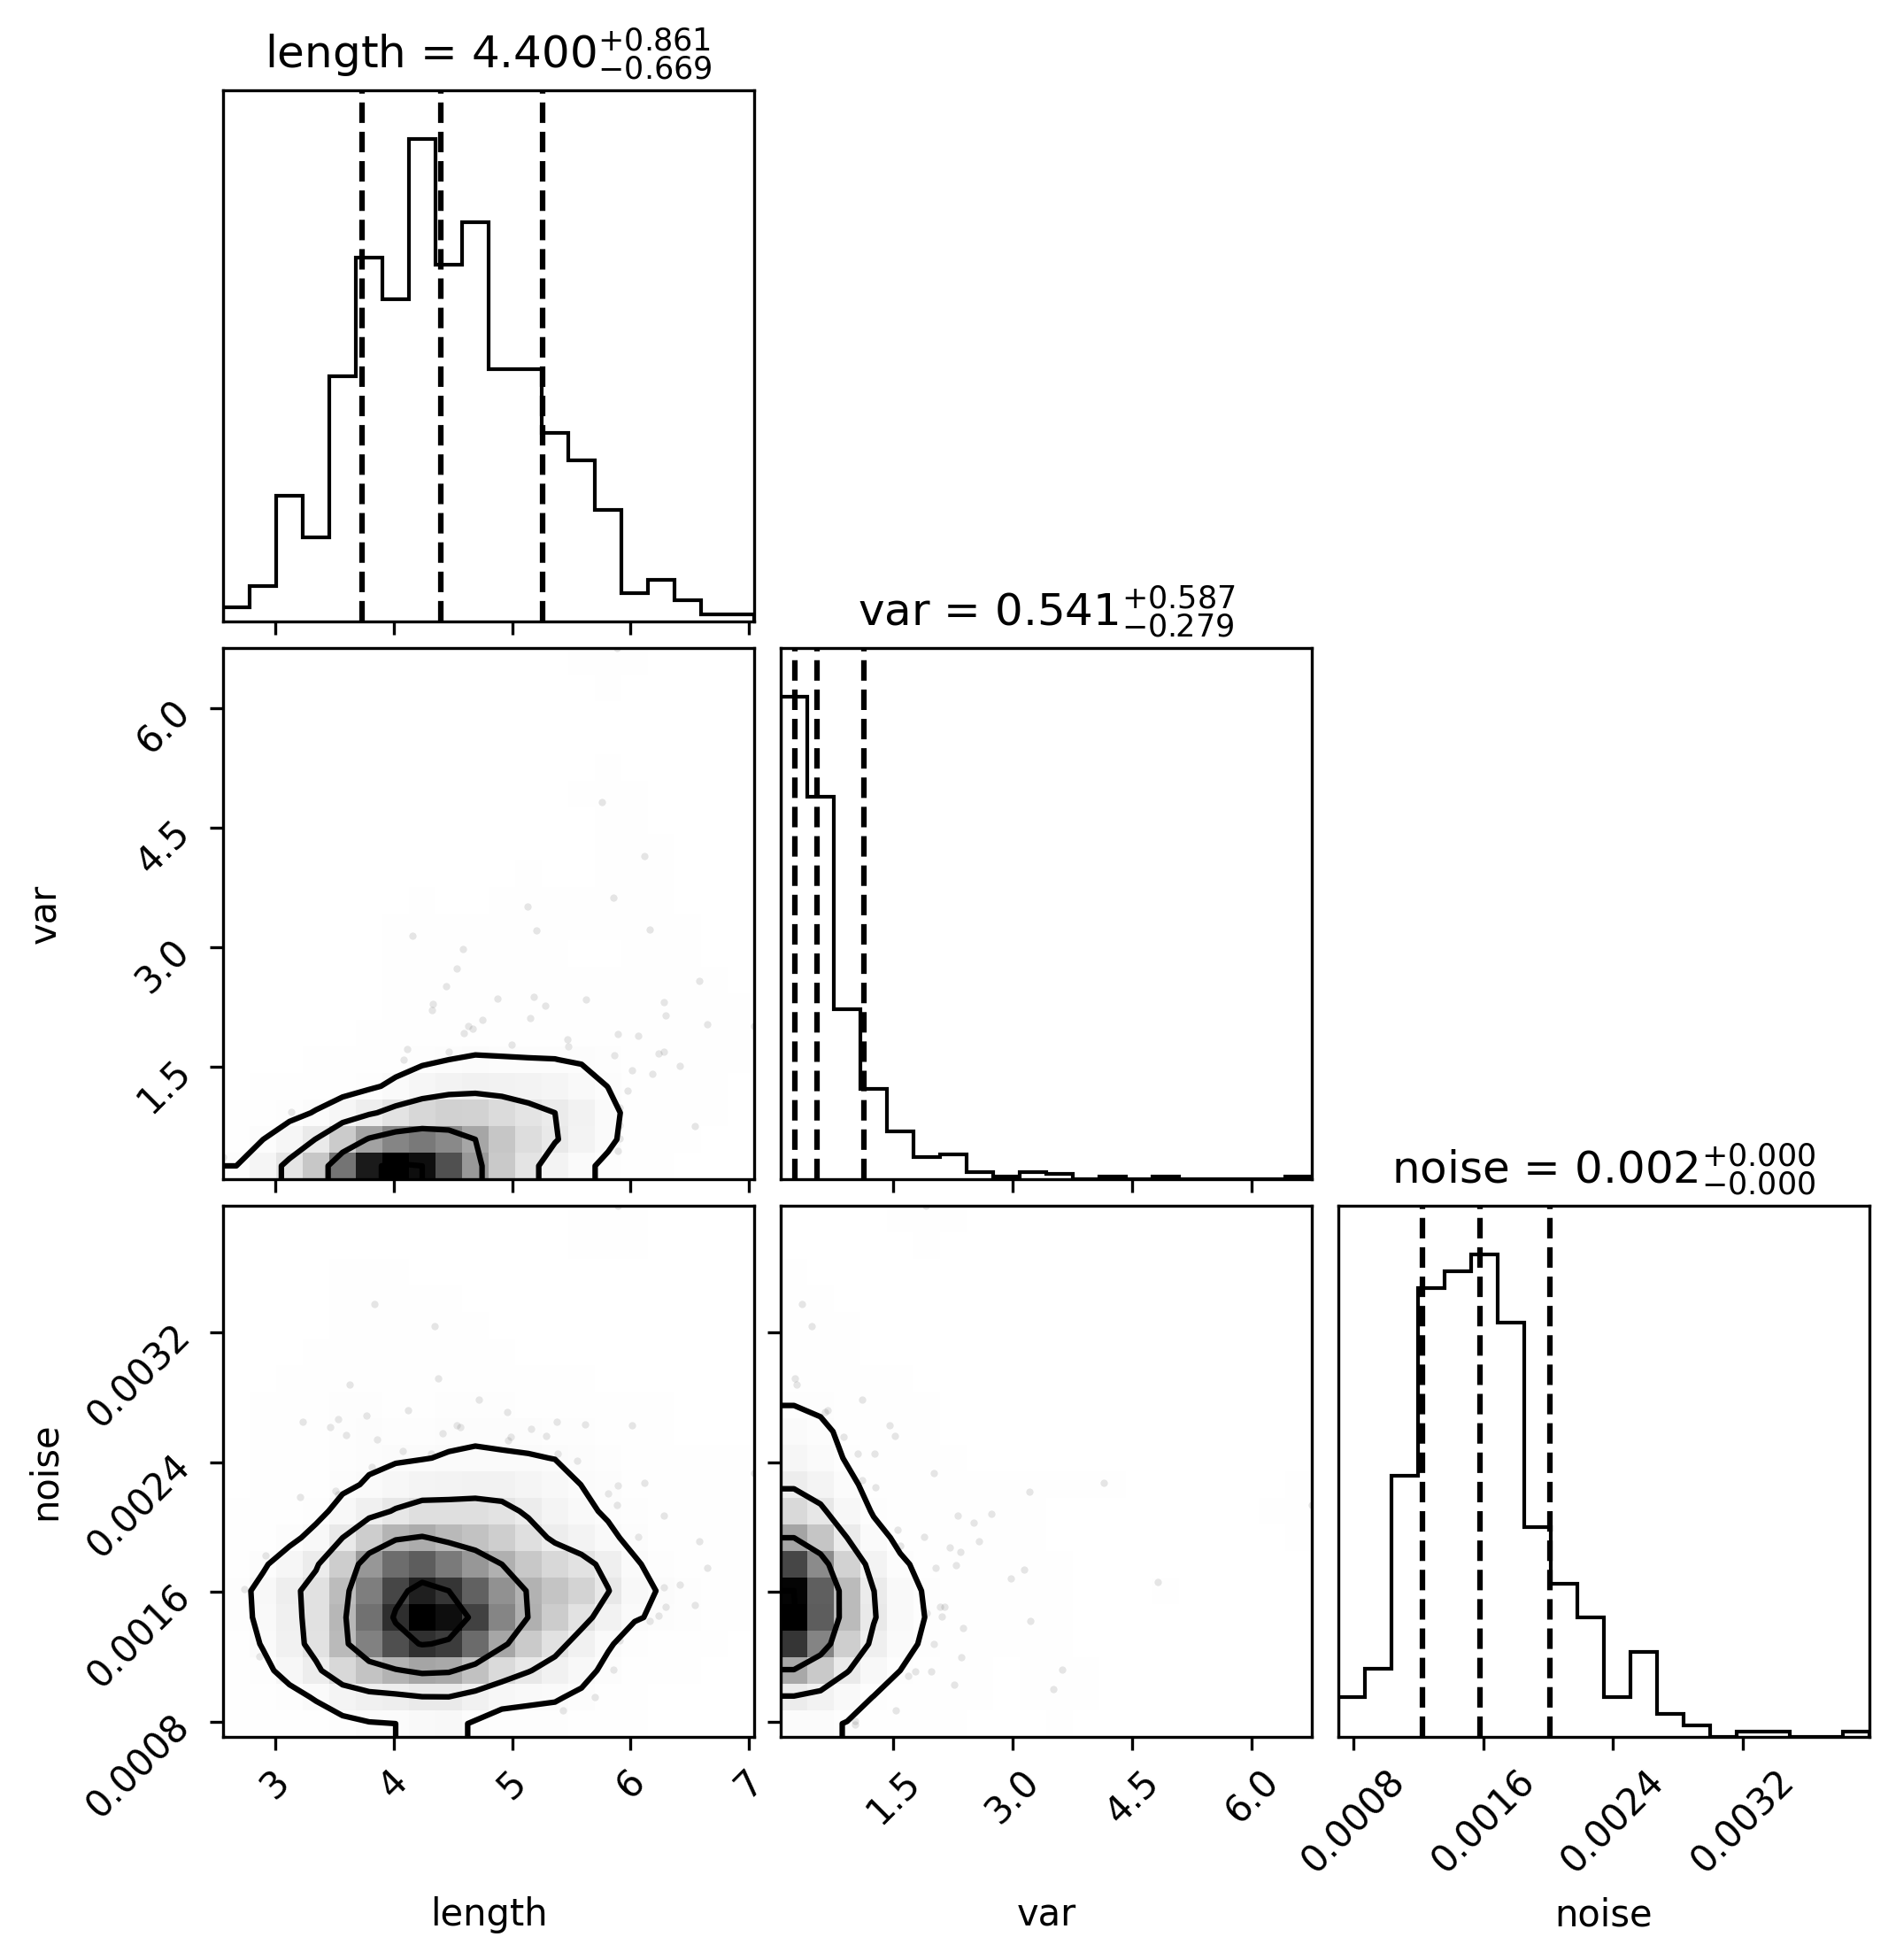 length = 4.400 +0.861 −0.669
var = 0.541 +0.587 −0.279
6.0
4.5
3.0
1.5
var
noise = 0.002 +0.000 −0.000
0.0032
0.0024
0.0016
0.0008
noise
3 4 5 6 7
1.5 3.0 4.5 6.0
0.0008 0.0016 0.0024 0.0032
length
var
noise